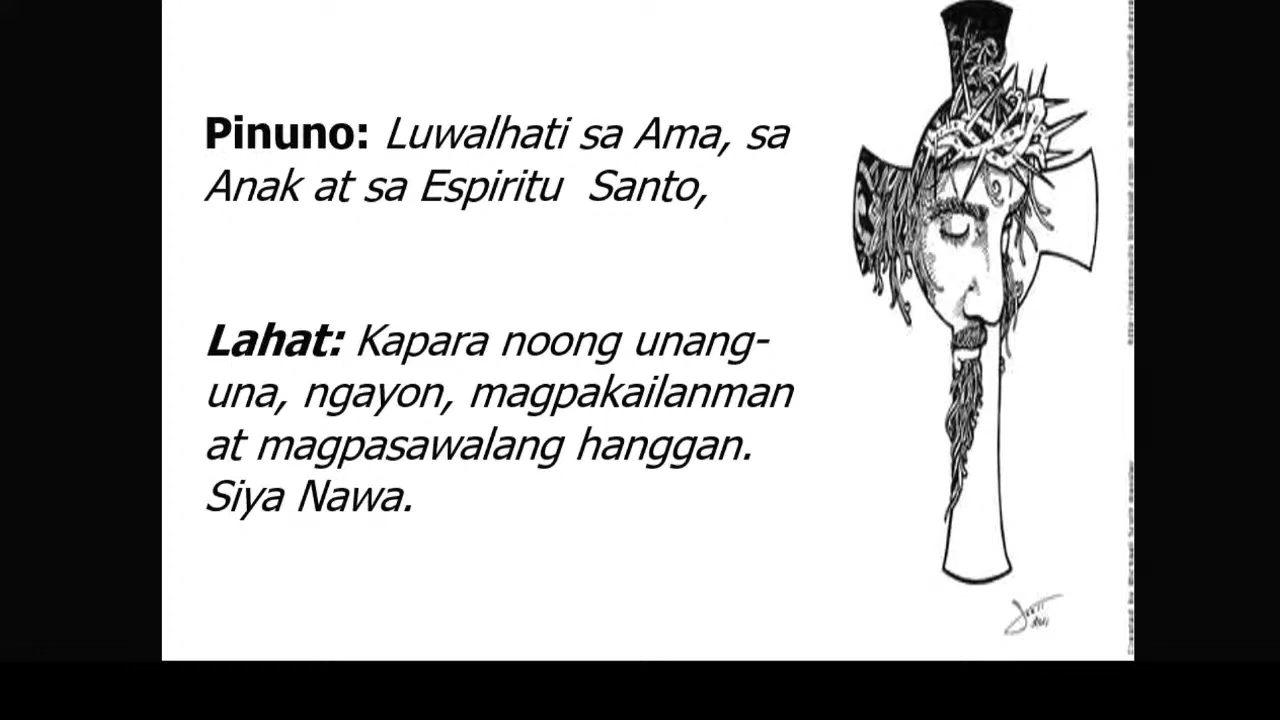 Pinuno: Luwalhati sa Ama, sa
Anak at sa Espiritu Santo,
Lahat: Kapara noong unang-
una, ngayon, magpakailanman
at magpasawalang hanggan.
Siya Nawa.